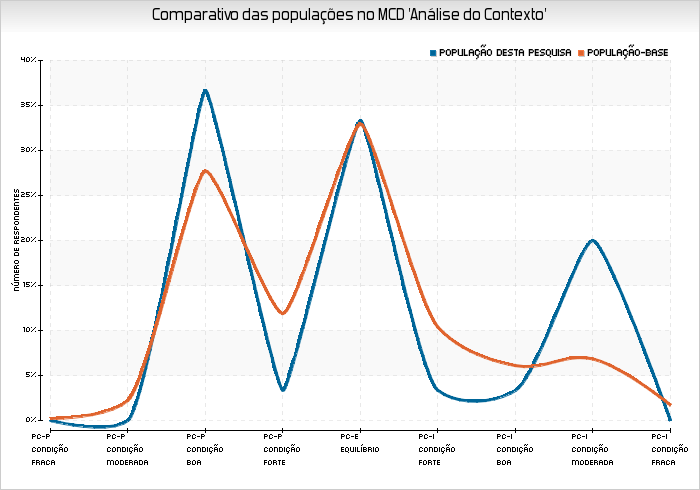 Comparativo das populações no MCD 'Análise do Contexto'
POPULAÇÃO DESTA PESQUISA POPULAÇÃO-BASE
NÚMERO DE RESPONDENTES
40%
35%
30%
25%
20%
15%
10%
5%
0%
PC-P CONDIÇÃO FRACA
PC-P CONDIÇÃO MODERADA
PC-P CONDIÇÃO BOA
PC-P CONDIÇÃO FORTE
PC-E EQUILÍBRIO
PC-I CONDIÇÃO FORTE
PC-I CONDIÇÃO BOA
PC-I CONDIÇÃO MODERADA
PC-I CONDIÇÃO FRACA